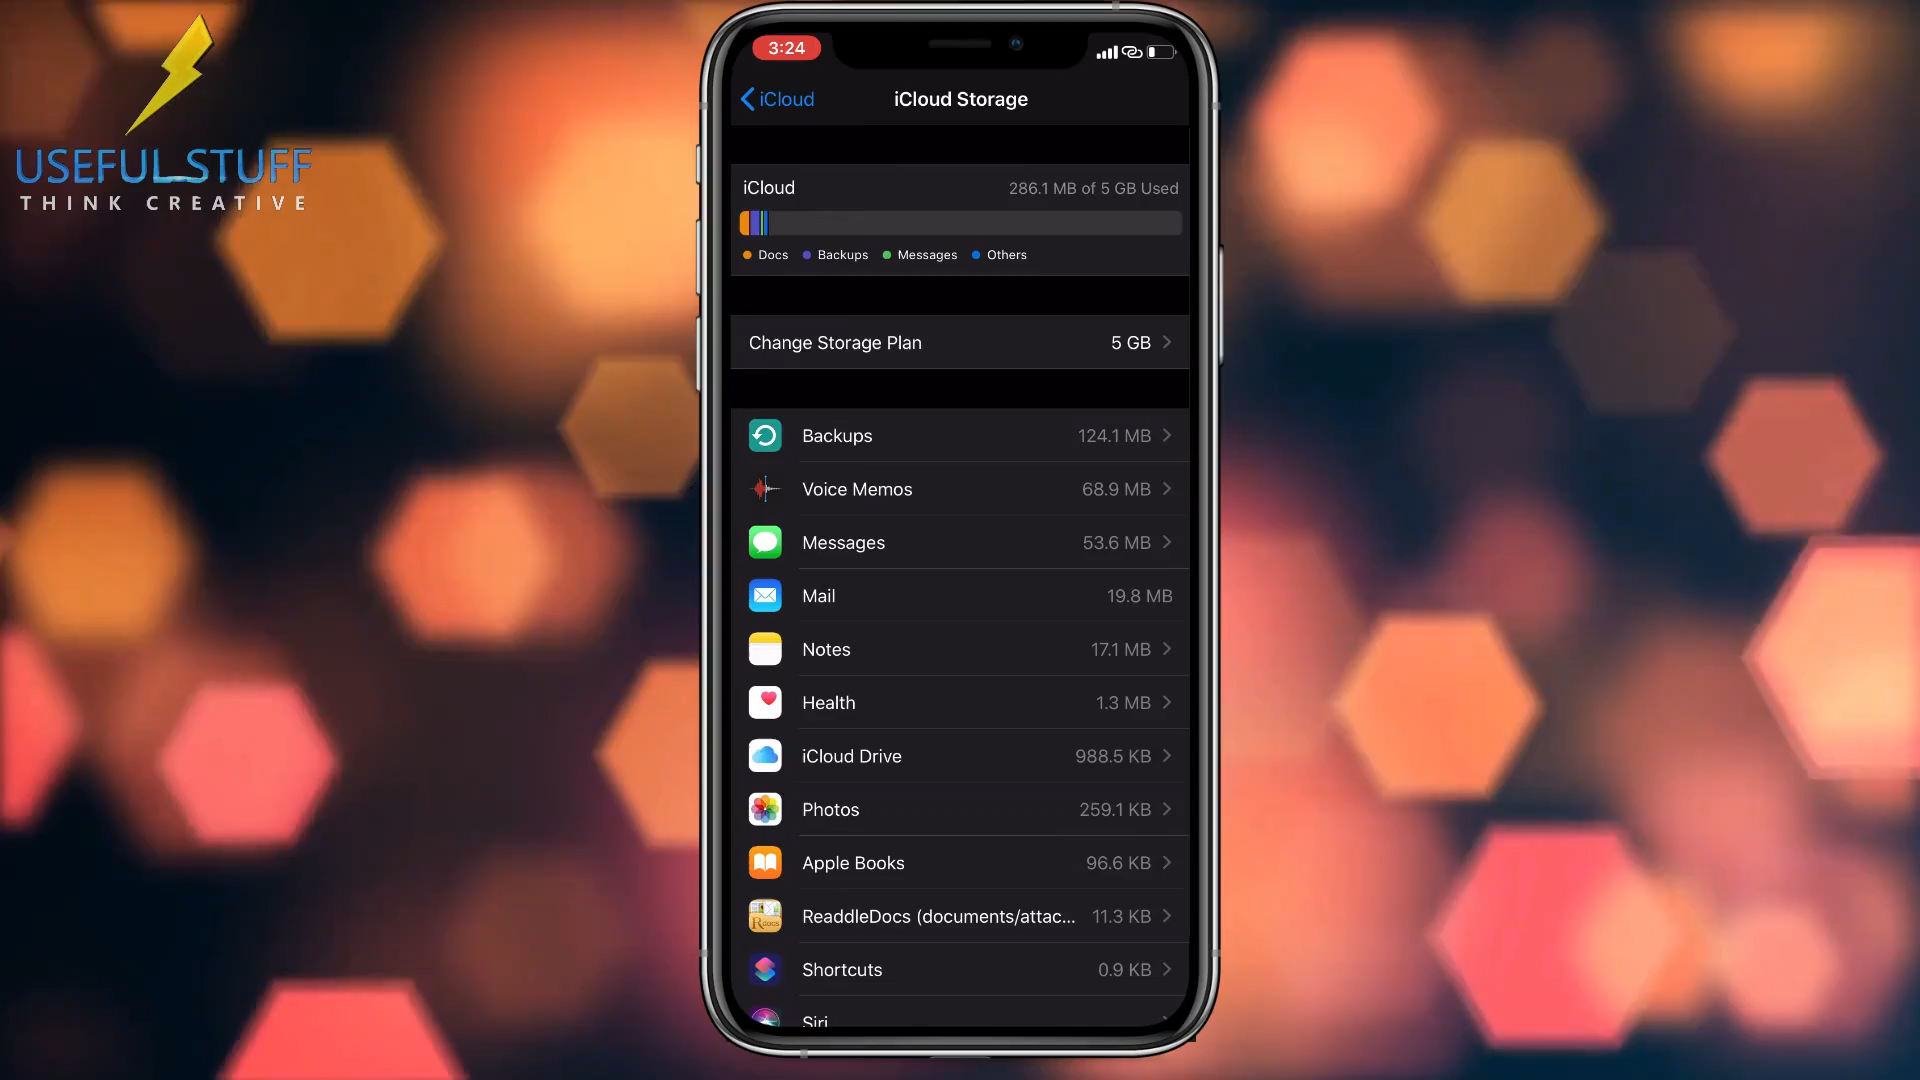 USEFUL STUFF
THINK CREATIVE
3:24
iCloud
iCloud Storage
iCloud
286.1 MB of 5 GB Used
Docs
Backups
Messages
Others
Change Storage Plan
5 GB
Backups
124.1 MB
Voice Memos
68.9 MB
Messages
53.6 MB
Mail
19.8 MB
Notes
17.1 MB
Health
1.3 MB
iCloud Drive
988.5 KB
Photos
259.1 KB
Apple Books
96.6 KB
ReaddleDocs (documents/attac...
11.3 KB
Shortcuts
0.9 KB
Siri